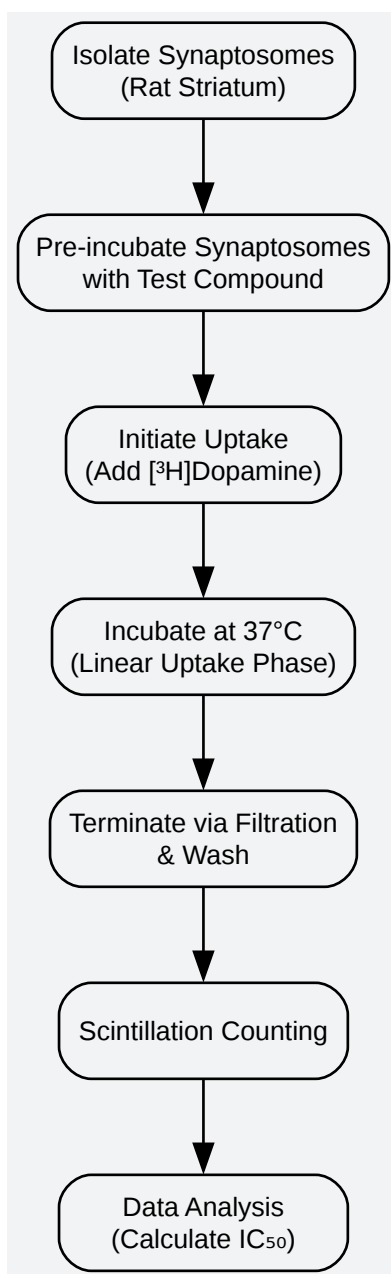 Isolate Synaptosomes
(Rat Striatum)
Pre-incubate Synaptosomes
with Test Compound
Initiate Uptake
(Add [³H]Dopamine)
Incubate at 37°C
(Linear Uptake Phase)
Terminate via Filtration
& Wash
Scintillation Counting
Data Analysis
(Calculate IC₅₀)